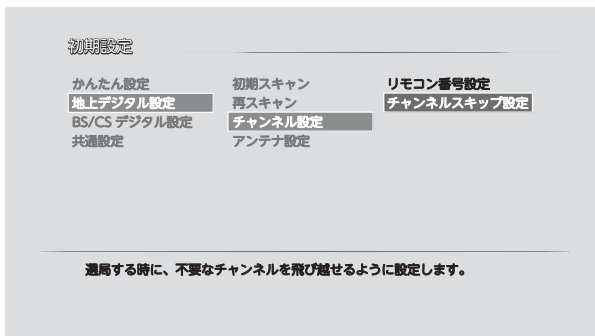 初期設定
かんたん設定
地上デジタル設定
BS/CS デジタル設定
共通設定
初期スキャン
再スキャン
チャンネル設定
アンテナ設定
リモコン番号設定
チャンネルスキップ設定
選局する時に、不要なチャンネルを飛び越せるように設定します。